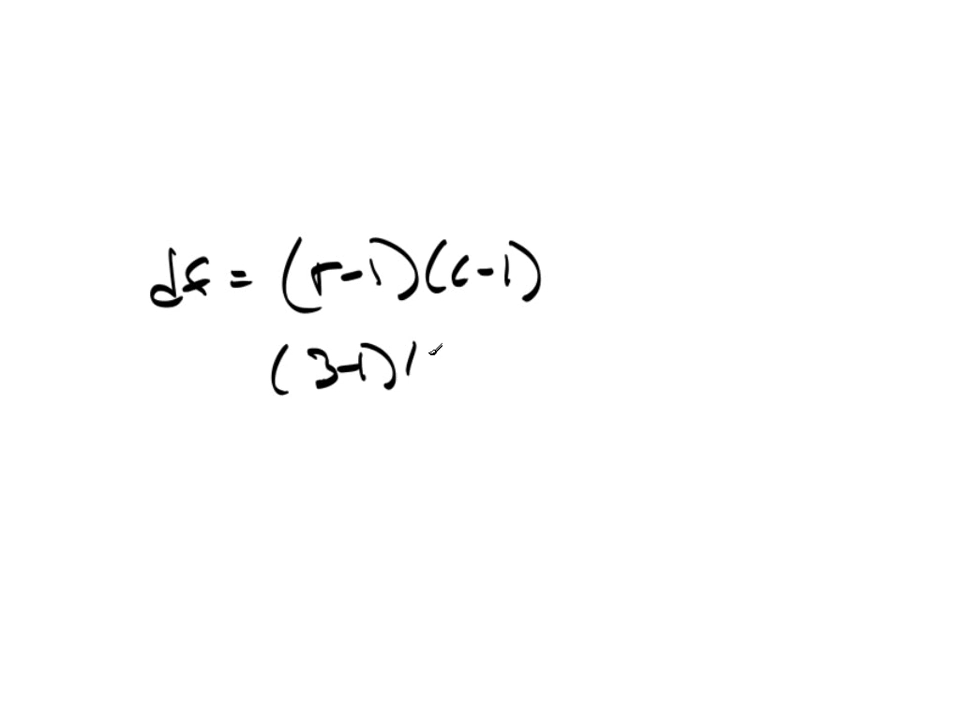 df = (r-1)(c-1)
(3-1)(